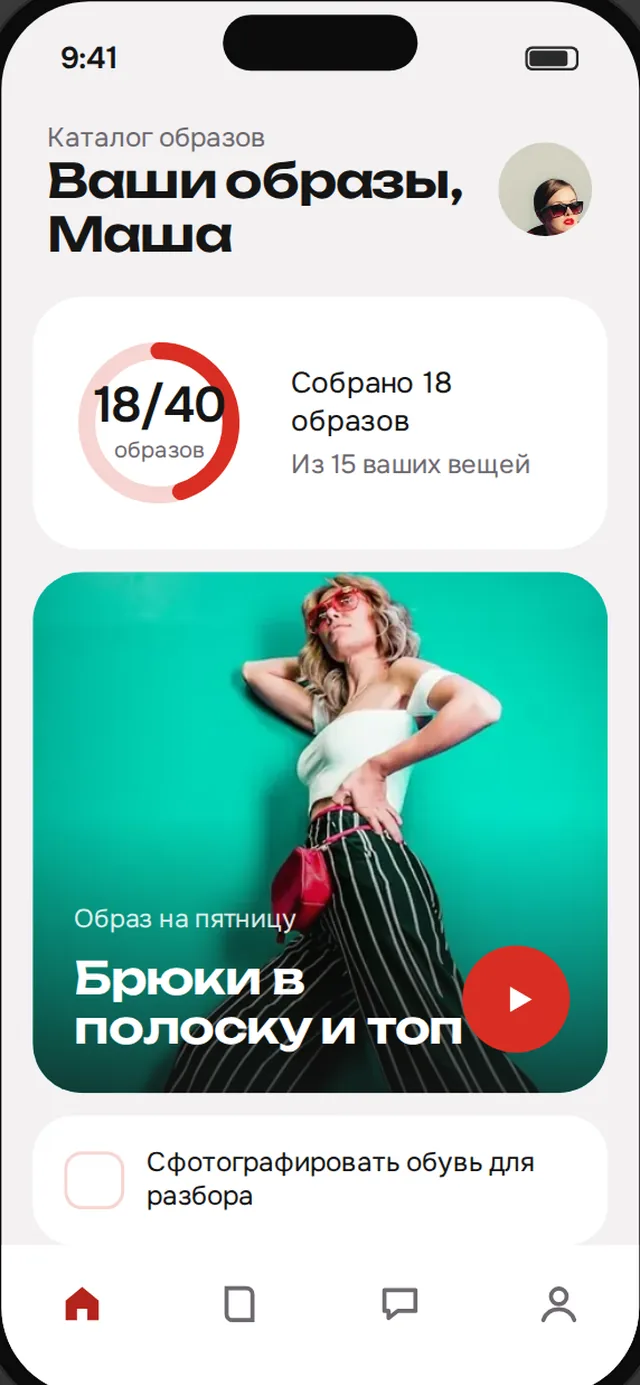 9:41
Каталог образов
Ваши образы,
Маша
18/40
образов
Собрано 18
образов
Из 15 ваших вещей
Образ на пятницу
Брюки в
полоску и топ
Сфотографировать обувь для
разбора